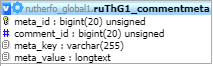 rutherfo_global1.ruThG1_commentmeta
meta_id : bigint(20) unsigned
comment_id : bigint(20) unsigned
meta_key : varchar(255)
meta_value : longtext